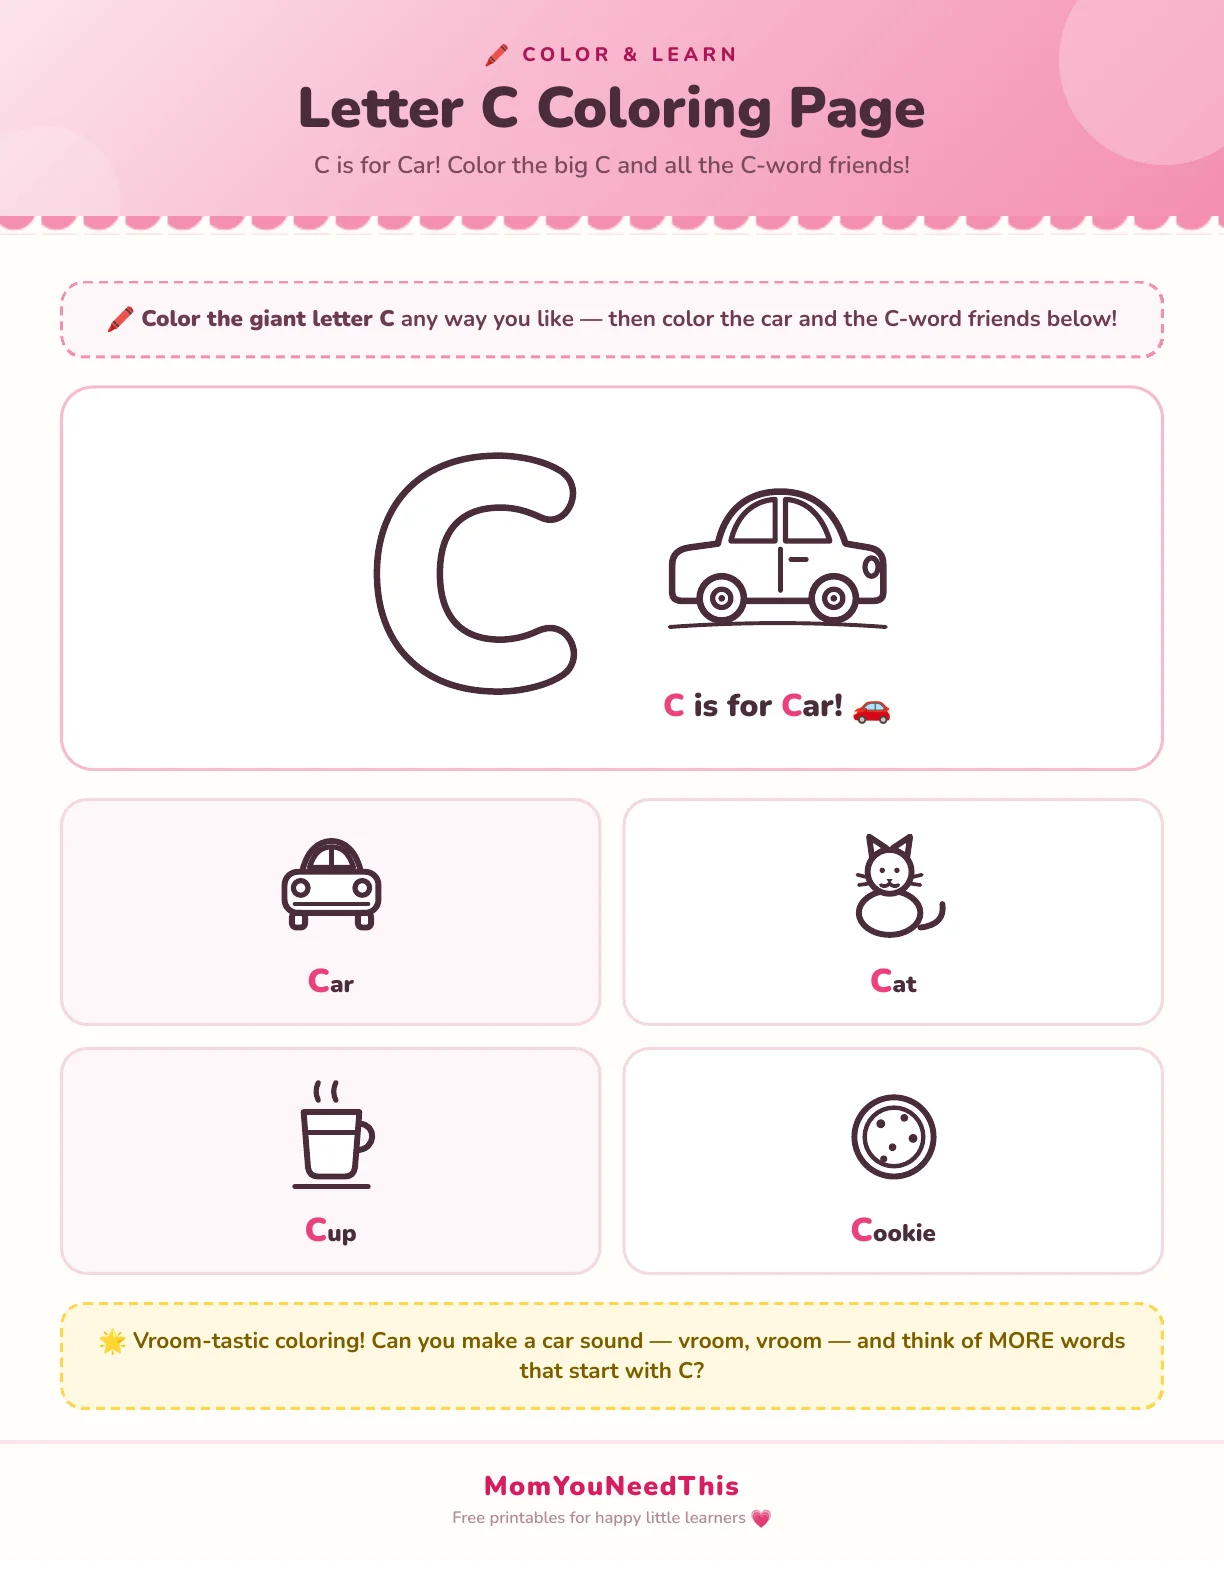 🖍️ COLOR & LEARN
Letter C Coloring Page
C is for Car! Color the big C and all the C-word friends!
🖍️ Color the giant letter C any way you like — then color the car and the C-word friends below!
C
C is for Car! 🚗
Car
Cat
Cup
Cookie
🌟 Vroom-tastic coloring! Can you make a car sound — vroom, vroom — and think of MORE words
that start with C?
MomYouNeedThis
Free printables for happy little learners 💗